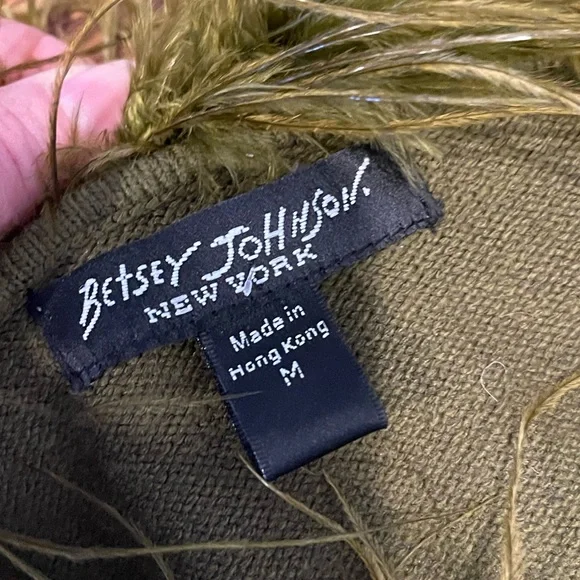 BEtSEY JOHNSON.
NEW YORK
Made in
Hong Kong
M